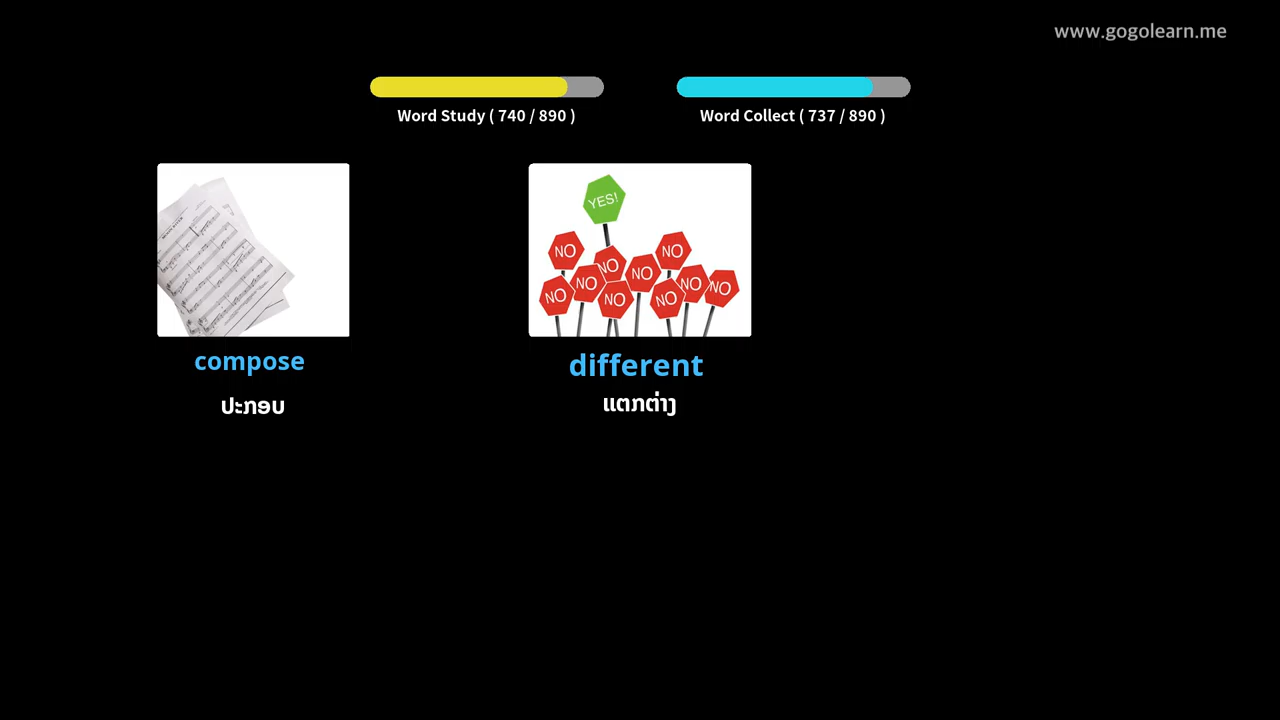 www.gogolearn.me
Word Study ( 740 / 890 )
Word Collect ( 737 / 890 )
YES!
NO
NO
NO
NO
NO
NO
NO
NO
NO
NO
compose
different
ປະກອບ
ແຕກຕ່າງ